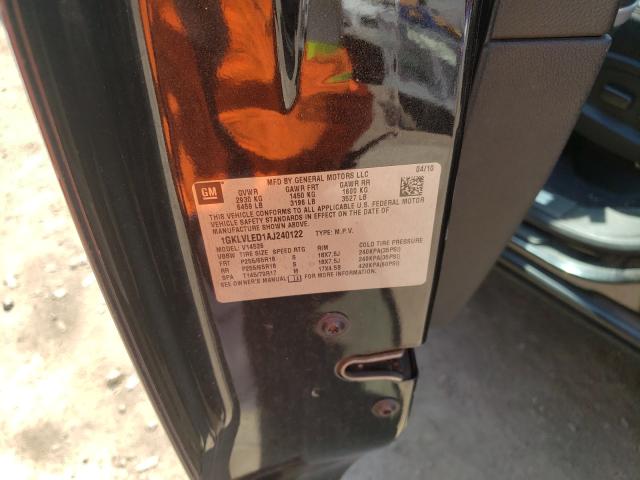 MFD BY GENERAL MOTORS LLC 04/10
GM GVWR GAWR FRT GAWR RR
2930 KG 1450 KG 1600 KG
6459 LB 3196 LB 3527 LB
THIS VEHICLE CONFORMS TO ALL APPLICABLE U.S. FEDERAL MOTOR
VEHICLE SAFETY STANDARDS IN EFFECT ON THE DATE OF
MANUFACTURE SHOWN ABOVE.
1GKLVLED1AJ240122 TYPE: M.P.V.
MODEL: V14526
VBSW TIRE SIZE SPEED RTG RIM COLD TIRE PRESSURE
FRT P255/65R18 S 18X7.5J 240KPA(35PSI)
RR P255/65R18 S 18X7.5J 240KPA(35PSI)
SPA T145/70R17 M 17X4.5B 420KPA(60PSI)
SEE OWNER'S MANUAL